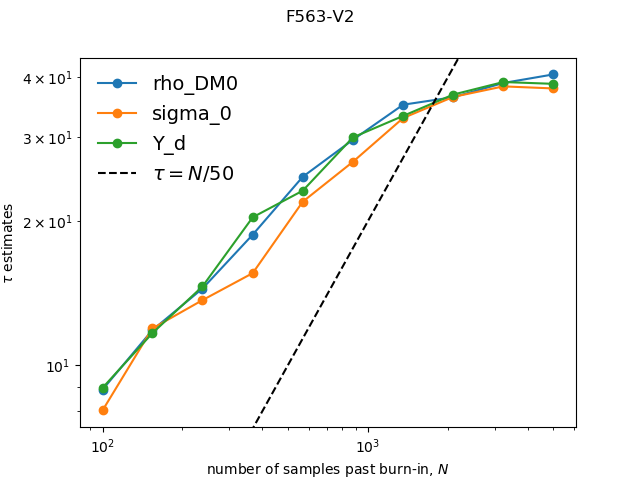 F563-V2
rho_DM0
sigma_0
Y_d
τ = N/50
4 × 10¹
3 × 10¹
2 × 10¹
10¹
τ estimates
10² 10³
number of samples past burn-in, N